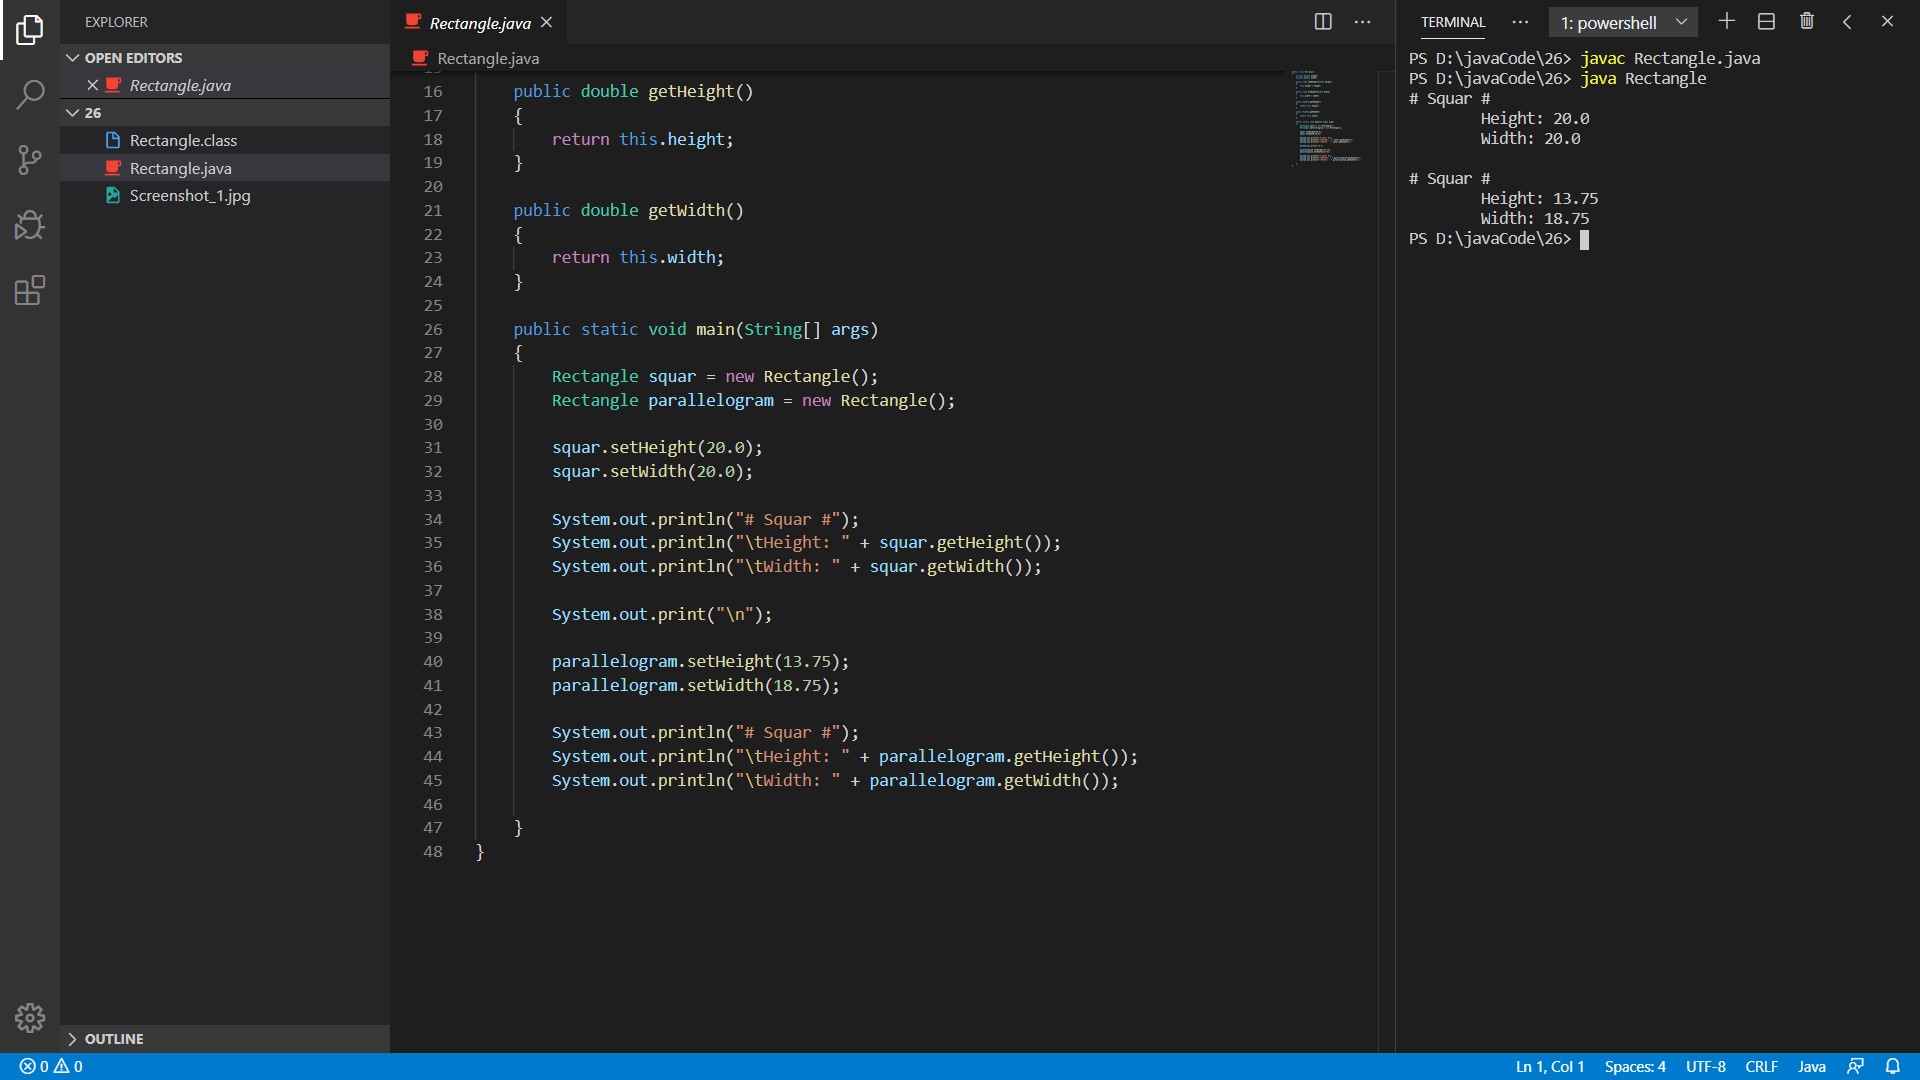 EXPLORER
OPEN EDITORS
Rectangle.java
26
Rectangle.class
Rectangle.java
Screenshot_1.jpg
OUTLINE
Rectangle.java
Rectangle.java
16 public double getHeight()
17 {
18 return this.height;
19 }
20
21 public double getWidth()
22 {
23 return this.width;
24 }
25
26 public static void main(String[] args)
27 {
28 Rectangle squar = new Rectangle();
29 Rectangle parallelogram = new Rectangle();
30
31 squar.setHeight(20.0);
32 squar.setWidth(20.0);
33
34 System.out.println("# Squar #");
35 System.out.println("\tHeight: " + squar.getHeight());
36 System.out.println("\tWidth: " + squar.getWidth());
37
38 System.out.print("\n");
39
40 parallelogram.setHeight(13.75);
41 parallelogram.setWidth(18.75);
42
43 System.out.println("# Squar #");
44 System.out.println("\tHeight: " + parallelogram.getHeight());
45 System.out.println("\tWidth: " + parallelogram.getWidth());
46
47 }
48 }
TERMINAL 1: powershell
PS D:\javaCode\26> javac Rectangle.java
PS D:\javaCode\26> java Rectangle
# Squar #
Height: 20.0
Width: 20.0
# Squar #
Height: 13.75
Width: 18.75
PS D:\javaCode\26>
0 0 Ln 1, Col 1 Spaces: 4 UTF-8 CRLF Java